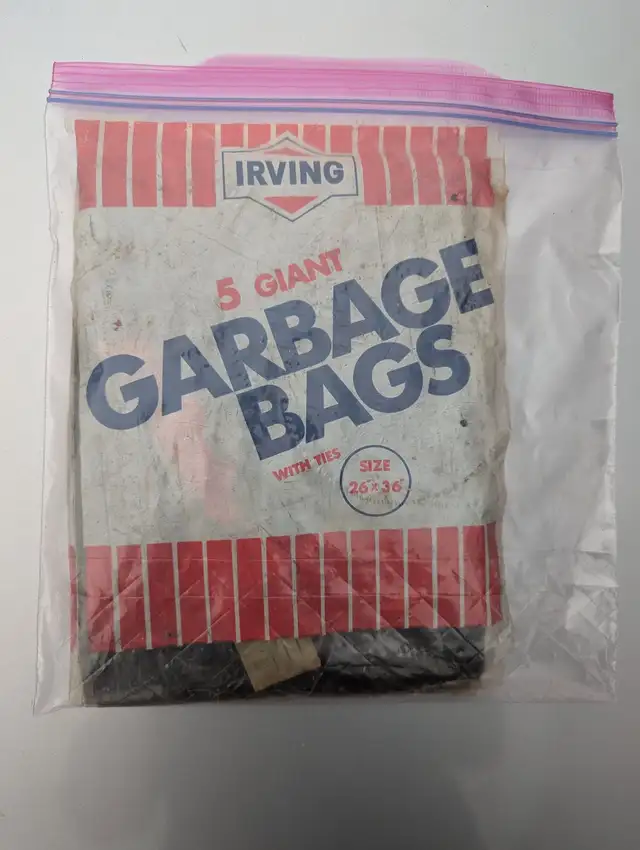 IRVING
5 GIANT
GARBAGE
BAGS
WITH TIES
SIZE
26"x36"